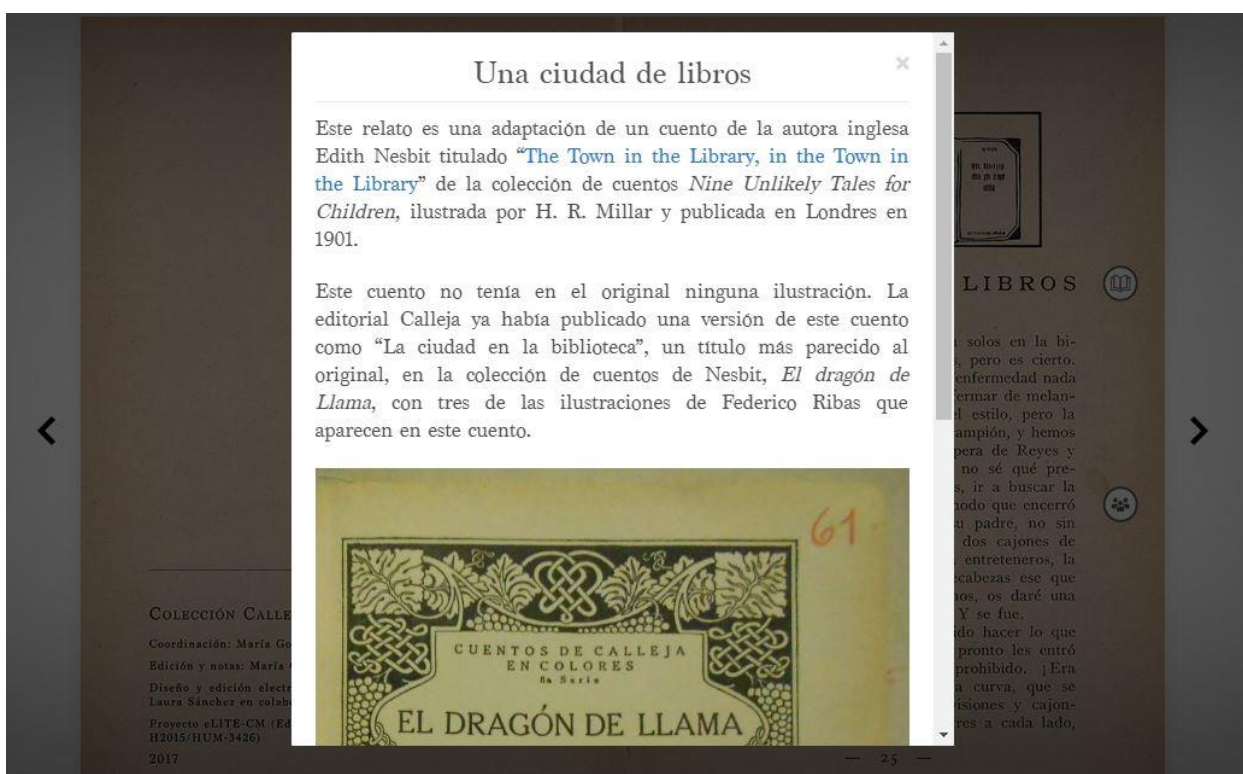 Una ciudad de libros
×
Este relato es una adaptación de un cuento de la autora inglesa
Edith Nesbit titulado “The Town in the Library, in the Town in
the Library” de la colección de cuentos Nine Unlikely Tales for
Children, ilustrada por H. R. Millar y publicada en Londres en
1901.
Este cuento no tenía en el original ninguna ilustración. La
editorial Calleja ya había publicado una versión de este cuento
como “La ciudad en la biblioteca”, un título más parecido al
original, en la colección de cuentos de Nesbit, El dragón de
Llama, con tres de las ilustraciones de Federico Ribas que
aparecen en este cuento.
61
CUENTOS DE CALLEJA
EN COLORES
8a Serie
EL DRAGÓN DE LLAMA
COLECCIÓN CALLE
Coordinación: María Go
Edición y notas: María
Diseño y edición electr
Laura Sánchez en colab
Proyecto eLITE-CM (Ed
H2015/HUM-3426)
2017
LIBROS
solos en la bi-
, pero es cierto.
enfermedad nada
ermar de melan-
l estilo, pero la
ampión, y hemos
pera de Reyes y
no sé qué pre-
s, ir a buscar la
modo que encerró
u padre, no sin
dos cajones de
entreteneros, la
ecabezas ese que
nos, os daré una
Y se fue.
ido hacer lo que
pronto les entró
prohibido. ¡Era
a curva, que se
isiones y cajon-
res a cada lado,
— 25 —